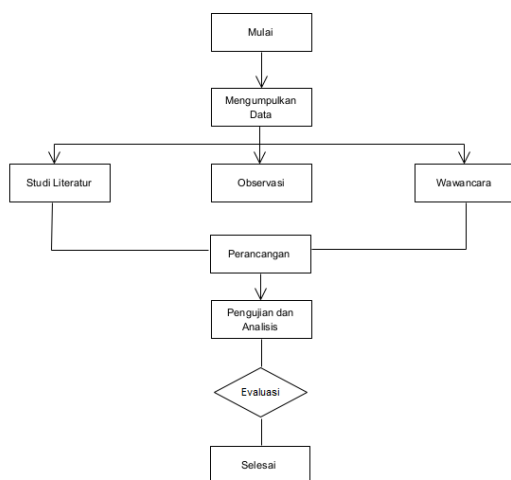 Mulai
Mengumpulkan
Data
Studi Literatur
Observasi
Wawancara
Perancangan
Pengujian dan
Analisis
Evaluasi
Selesai